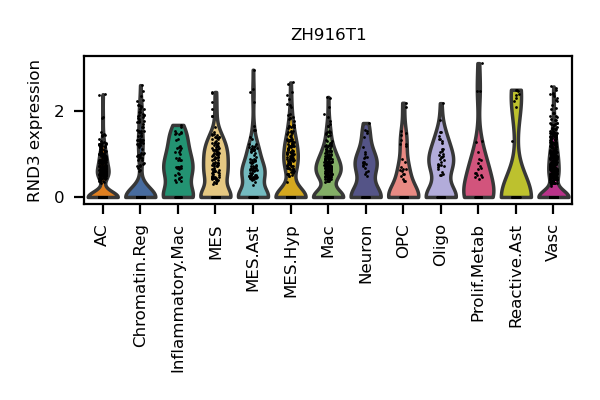 ZH916T1
RND3 expression
2
0
AC
Chromatin.Reg
Inflammatory.Mac
MES
MES.Ast
MES.Hyp
Mac
Neuron
OPC
Oligo
Prolif.Metab
Reactive.Ast
Vasc